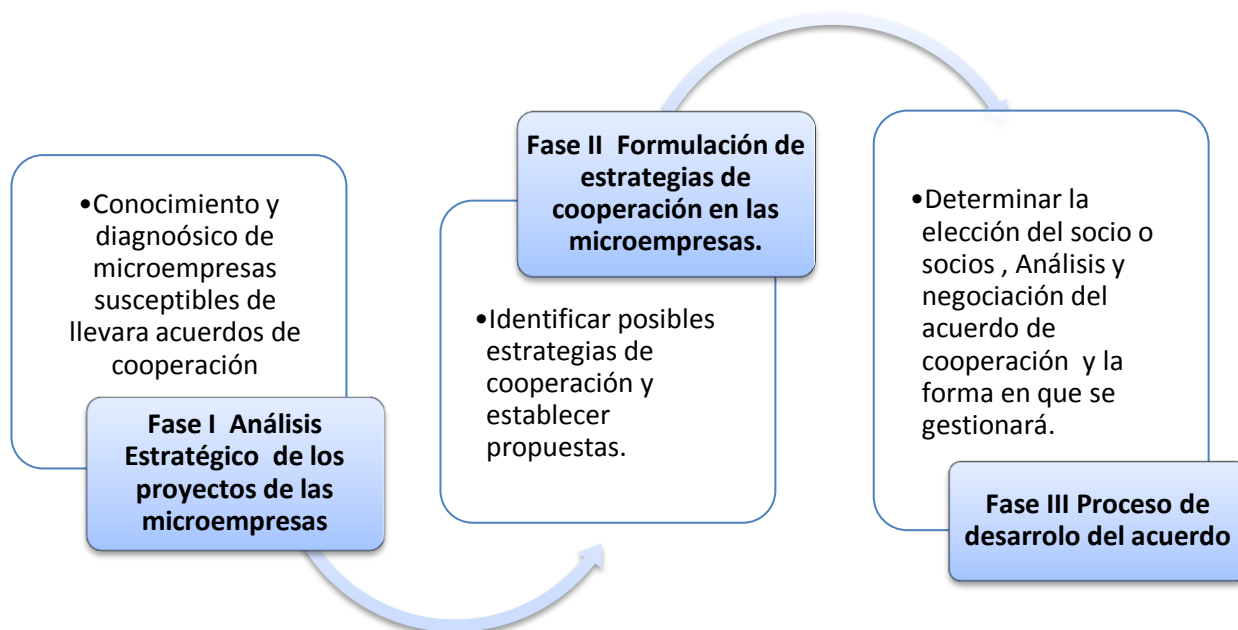 •Conocimiento y
diagnoósico de
microempresas
susceptibles de
llevara acuerdos de
cooperación
Fase I Análisis
Estratégico de los
proyectos de las
microempresas
Fase II Formulación de
estrategias de
cooperación en las
microempresas.
•Identificar posibles
estrategias de
cooperación y
establecer
propuestas.
•Determinar la
elección del socio o
socios , Análisis y
negociación del
acuerdo de
cooperación y la
forma en que se
gestionará.
Fase III Proceso de
desarrolo del acuerdo